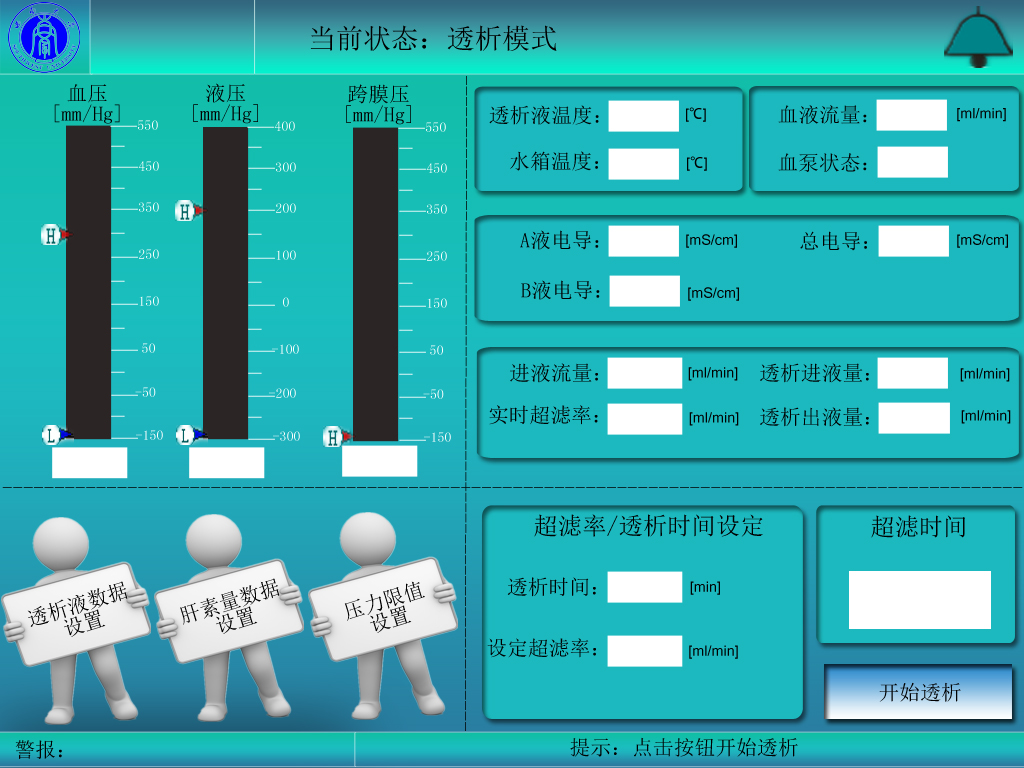 当前状态：透析模式
血压
[mm/Hg]
550
450
350
250
150
50
-50
-150
H
L
液压
[mm/Hg]
400
300
200
100
0
-100
-200
-300
H
L
跨膜压
[mm/Hg]
550
450
350
250
150
50
-50
-150
H
透析液温度： [℃]
水箱温度： [℃]
血液流量： [ml/min]
血泵状态：
A液电导： [mS/cm] 总电导： [mS/cm]
B液电导： [mS/cm]
进液流量： [ml/min] 透析进液量： [ml/min]
实时超滤率： [ml/min] 透析出液量： [ml/min]
透析液数据
设置
肝素量数据
设置
压力限值
设置
超滤率/透析时间设定
透析时间： [min]
设定超滤率： [ml/min]
超滤时间
开始透析
警报：
提示：点击按钮开始透析